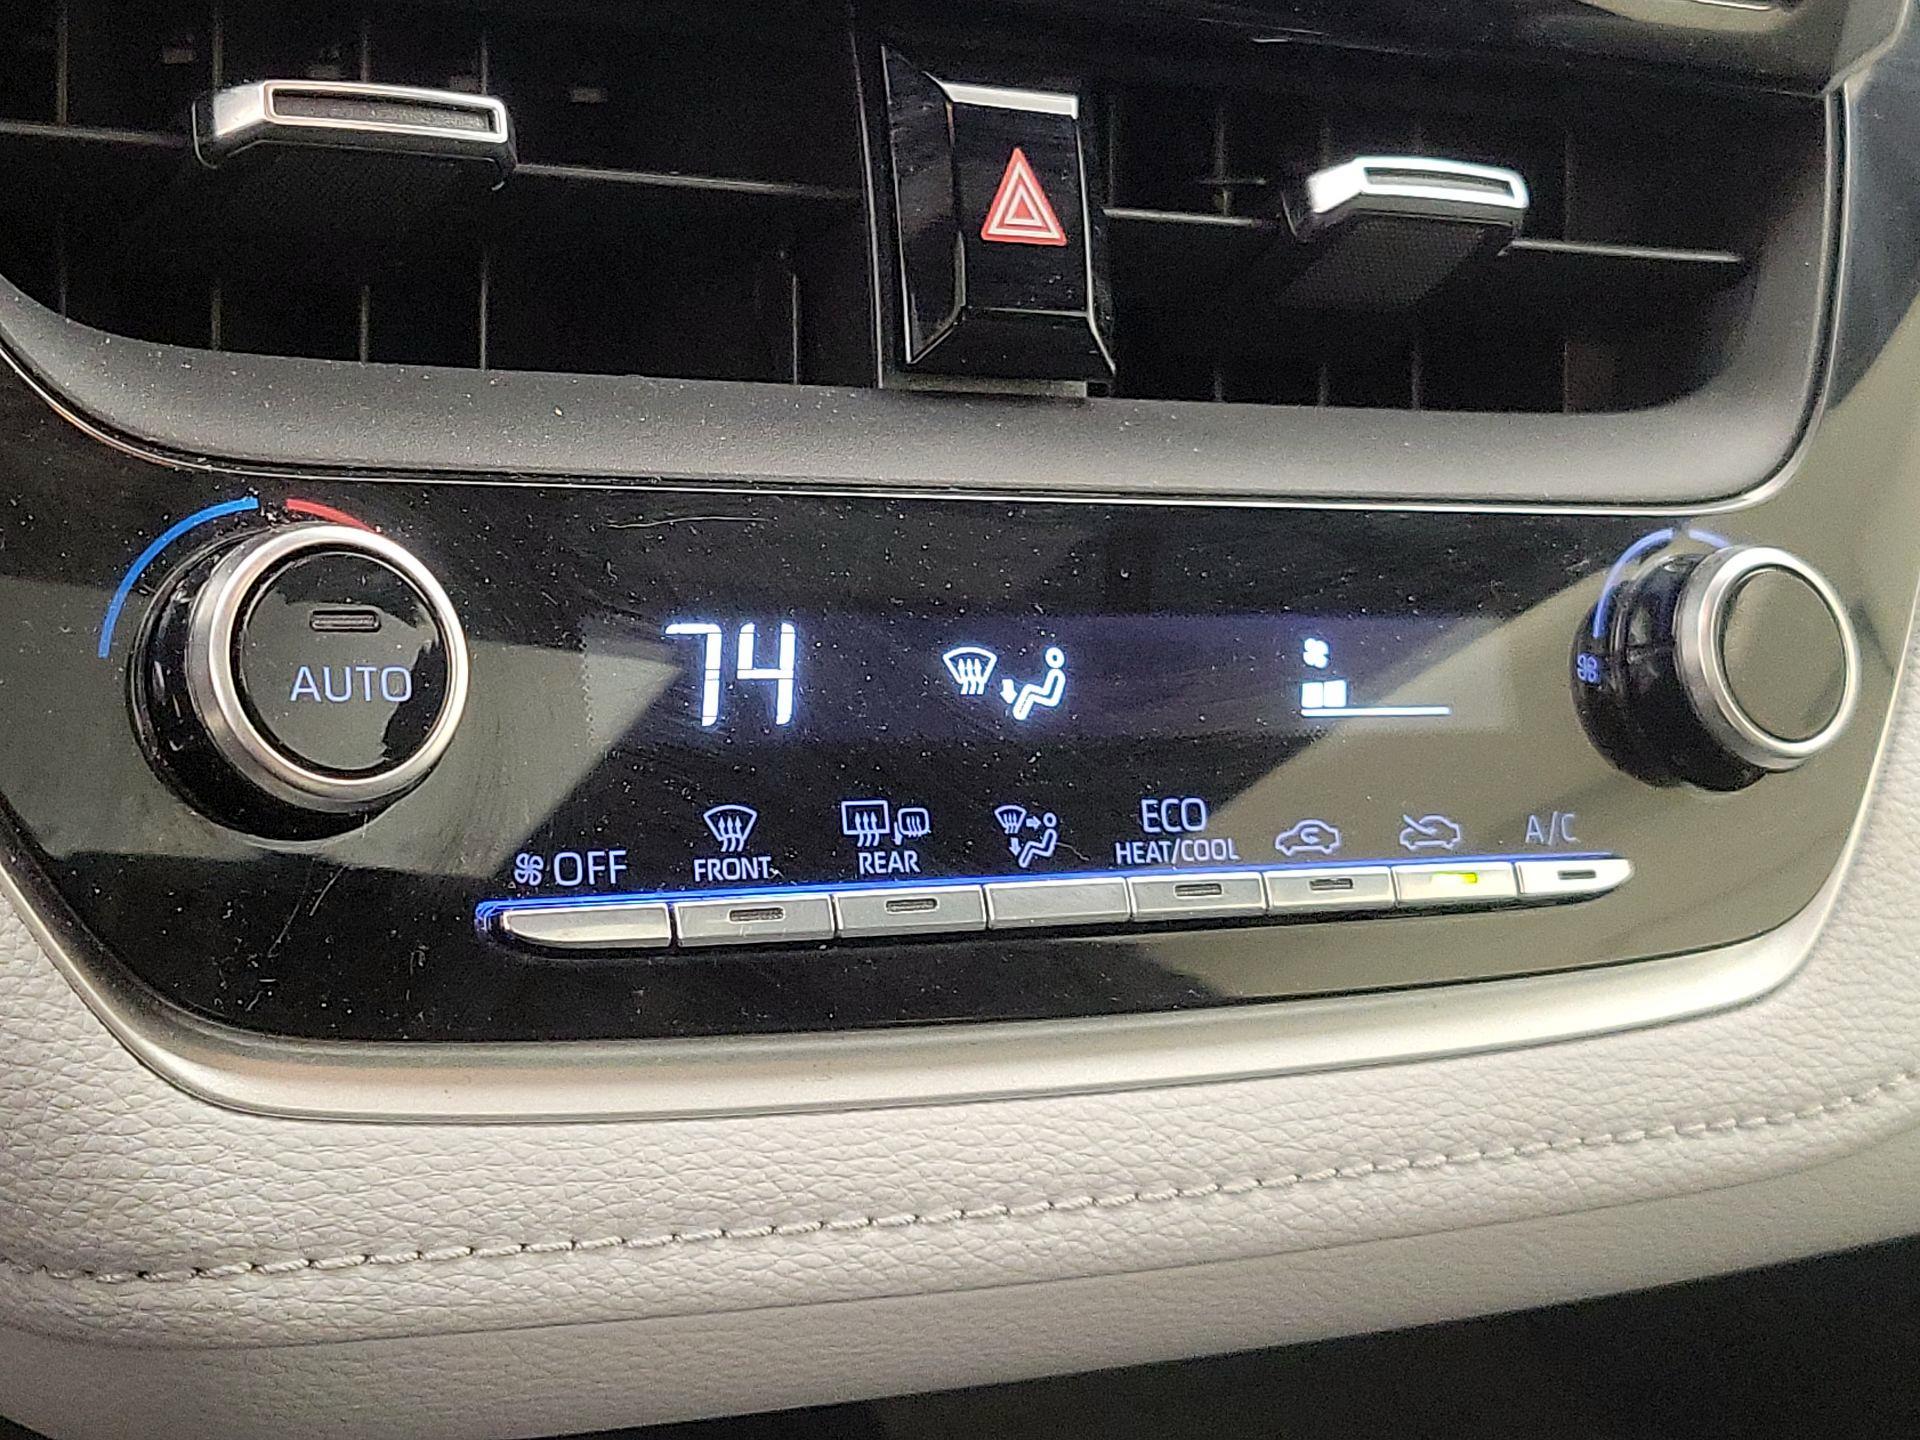 AUTO
74
OFF
FRONT
REAR
ECO
HEAT/COOL
A/C